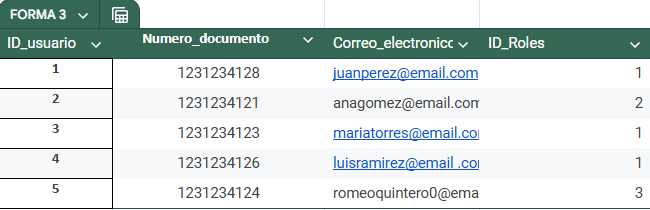 FORMA 3
ID_usuario Numero_documento Correo_electronico ID_Roles
1 1231234128 juanperez@email.com 1
2 1231234121 anagomez@email.com 2
3 1231234123 mariatorres@email.co 1
4 1231234126 luisramirez@email .co 1
5 1231234124 romeoquintero0@ema 3